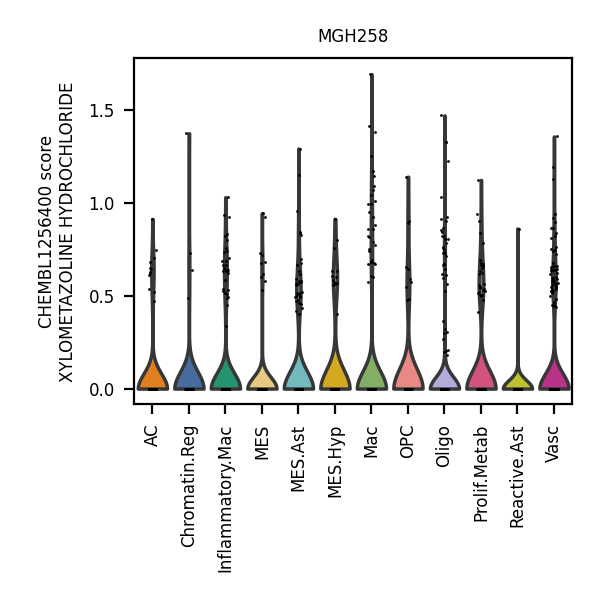 MGH258
CHEMBL1256400 score
XYLOMETAZOLINE HYDROCHLORIDE
1.5
1.0
0.5
0.0
AC
Chromatin.Reg
Inflammatory.Mac
MES
MES.Ast
MES.Hyp
Mac
OPC
Oligo
Prolif.Metab
Reactive.Ast
Vasc